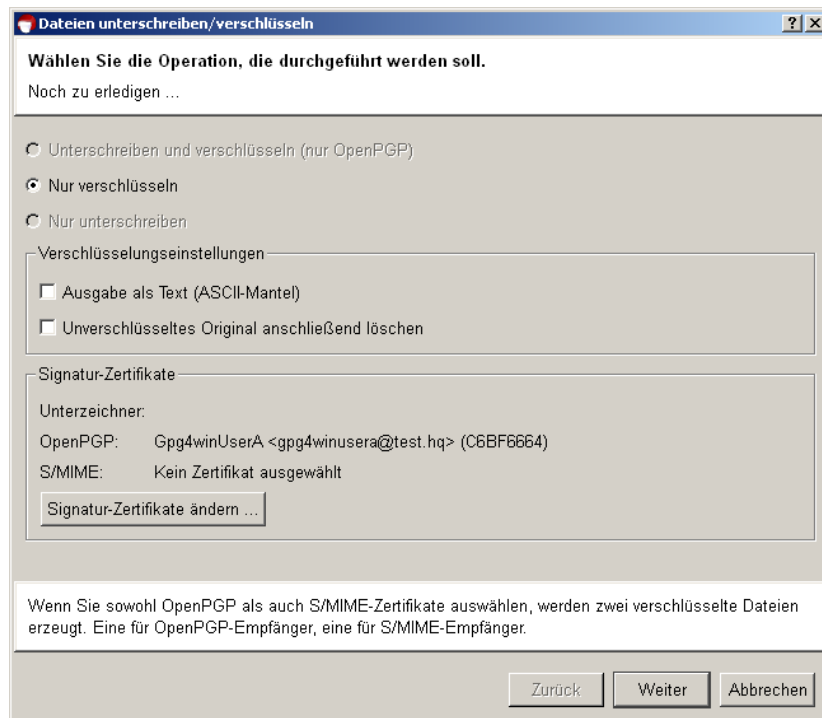 Dateien unterschreiben/verschlüsseln
Wählen Sie die Operation, die durchgeführt werden soll.
Noch zu erledigen ...
Unterschreiben und verschlüseln (nur OpenPGP)
Nur verschlüsseln
Nur unterschreiben
Verschlüsselungseinstellungen
Ausgabe als Text (ASCII-Mantel)
Unverschlüsseltes Original anschließend löschen
Signatur-Zertifikate
Unterzeichner:
OpenPGP: Gpg4winUserA <gpg4winusera@test.hq> (C6BF6664)
S/MIME: Kein Zertifikat ausgewählt
Signatur-Zertifikate ändern ...
Wenn Sie sowohl OpenPGP als auch S/MIME-Zertifikate auswählen, werden zwei verschlüsselte Dateien
erzeugt. Eine für OpenPGP-Empfänger, eine für S/MIME-Empfänger.
Zurück Weiter Abbrechen